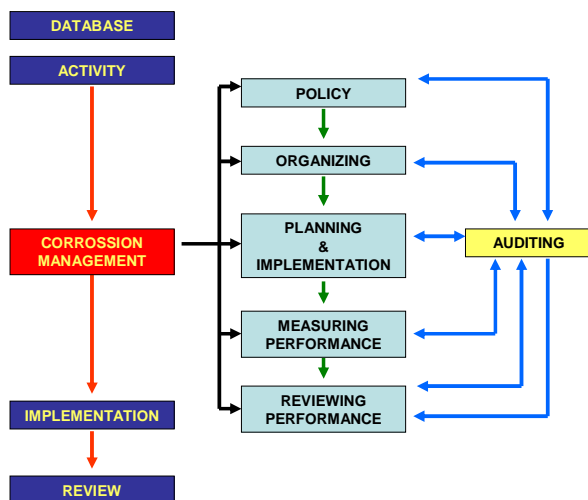 DATABASE
ACTIVITY
CORROSSION
MANAGEMENT
IMPLEMENTATION
REVIEW
POLICY
ORGANIZING
PLANNING
&
IMPLEMENTATION
MEASURING
PERFORMANCE
REVIEWING
PERFORMANCE
AUDITING